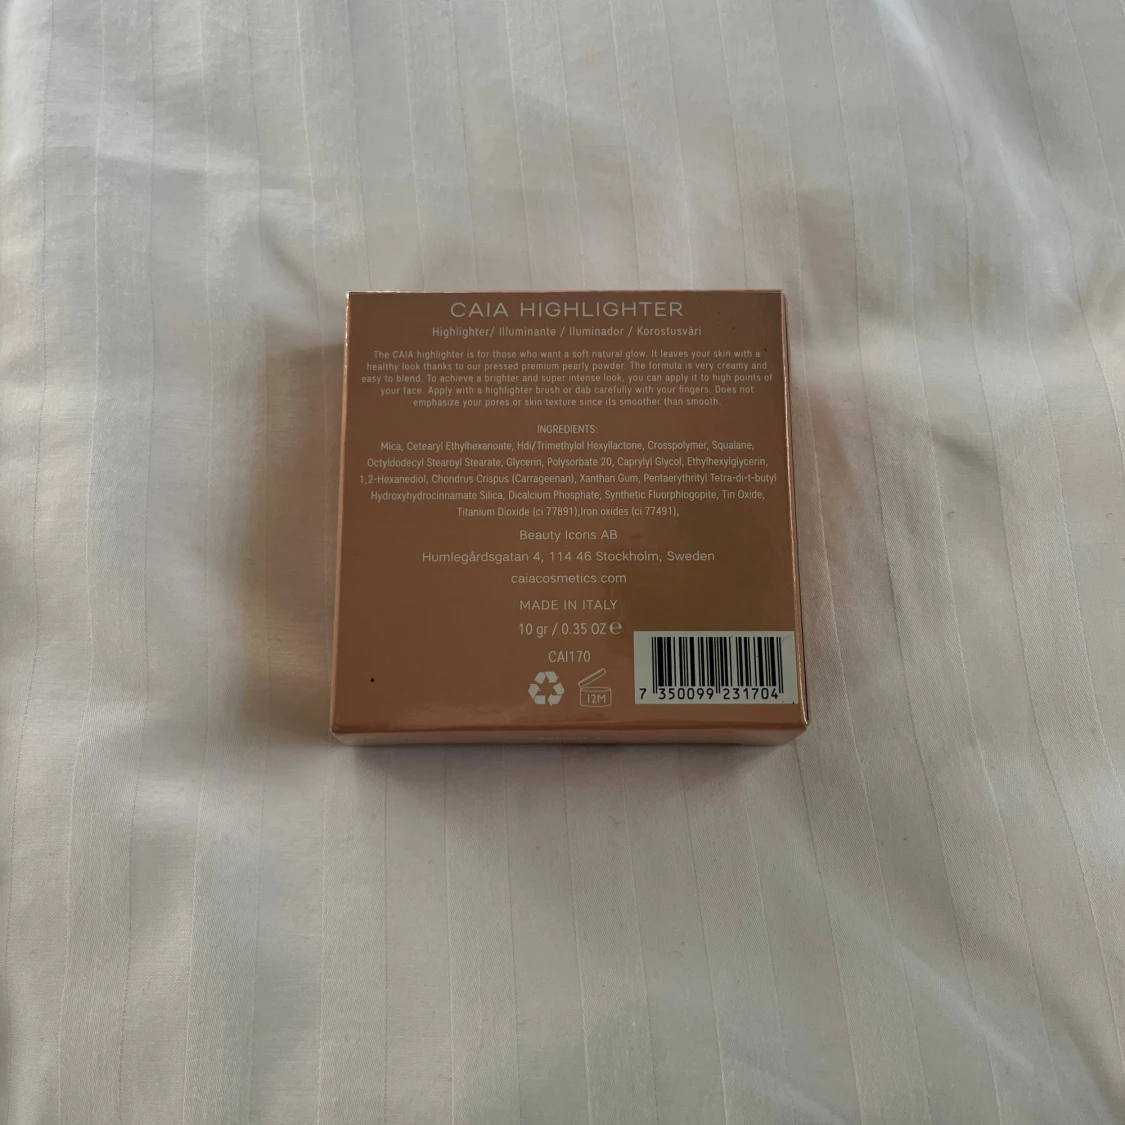 CAIA HIGHLIGHTER
Highlighter/ Illuminante / Iluminador / Korostusväri
The CAIA highlighter is for those who want a soft natural glow. It leaves your skin with a
healthy look thanks to our pressed premium pearly powder. The formula is very creamy and
easy to blend. To achieve a brighter and super intense look, you can apply it to high points of
your face. Apply with a highlighter brush or dab carefully with your fingers. Does not
emphasize your pores or skin texture since its smoother than smooth.
INGREDIENTS:
Mica, Cetearyl Ethylhexanoate, Hdi/Trimethylol Hexyllactone, Crosspolymer, Squalane,
Octyldodecyl Stearoyl Stearate, Glycerin, Polysorbate 20, Caprylyl Glycol, Ethylhexylglycerin,
1,2-Hexanediol, Chondrus Crispus (Carrageenan), Xanthan Gum, Pentaerythrityl Tetra-di-t-butyl
Hydroxyhydrocinnamate Silica, Dicalcium Phosphate, Synthetic Fluorphlogopite, Tin Oxide,
Titanium Dioxide (ci 77891),Iron oxides (ci 77491),
Beauty Icons AB
Humlegårdsgatan 4, 114 46 Stockholm, Sweden
caiacosmetics.com
MADE IN ITALY
10 gr / 0.35 OZ ℮
CAI170
12M
7 350099 231704